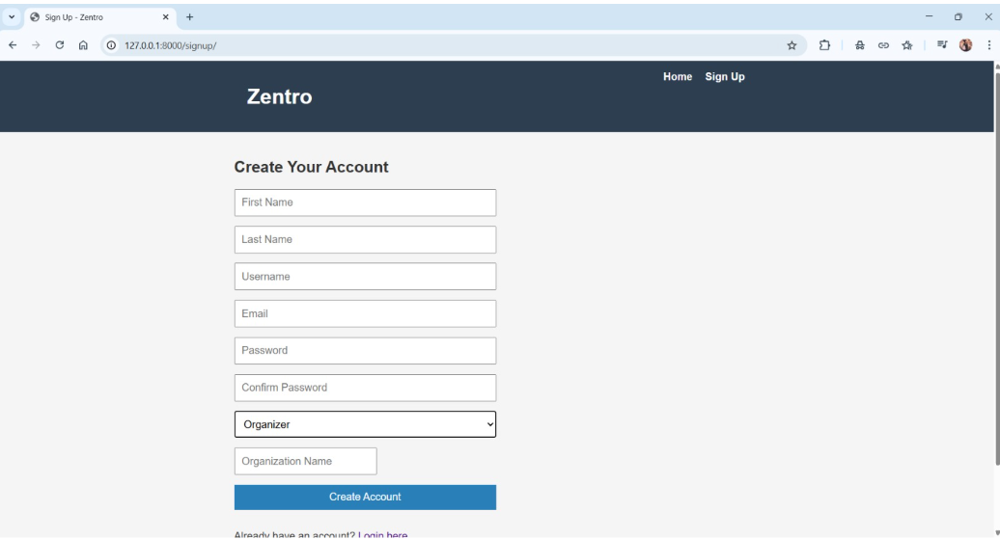 Sign Up - Zentro
127.0.0.1:8000/signup/
Home Sign Up
Zentro
Create Your Account
First Name
Last Name
Username
Email
Password
Confirm Password
Organizer
Organization Name
Create Account
Already have an account? Login here